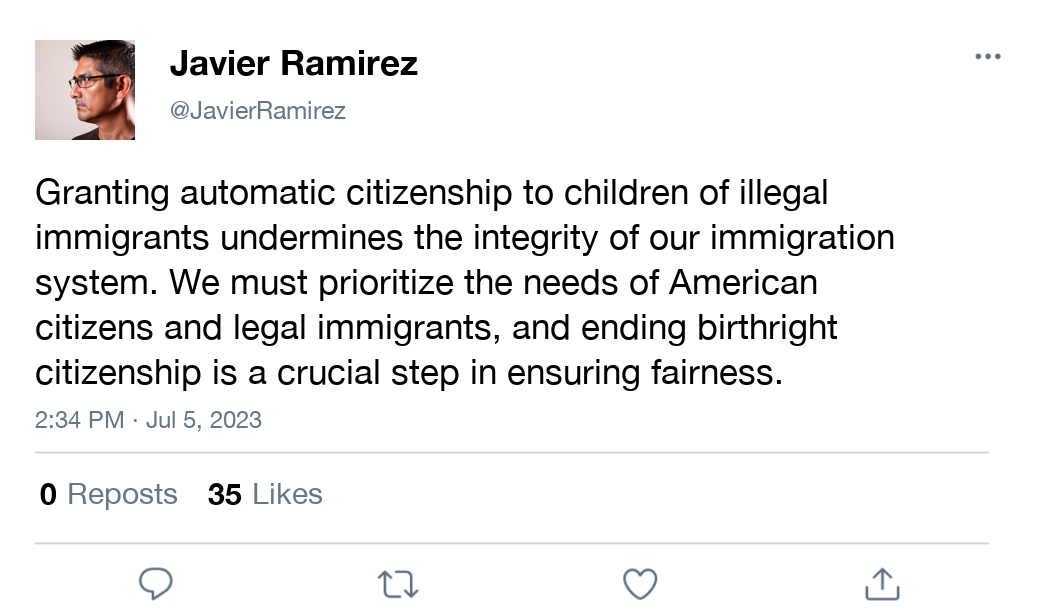 Javier Ramirez
@JavierRamirez
Granting automatic citizenship to children of illegal
immigrants undermines the integrity of our immigration
system. We must prioritize the needs of American
citizens and legal immigrants, and ending birthright
citizenship is a crucial step in ensuring fairness.
2:34 PM · Jul 5, 2023
0 Reposts 35 Likes